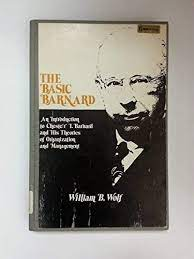 THE
BASIC
BARNARD
An Introduction
to Chester I. Barnard
and His Theories
of Organization
and Management
William B. Wolf